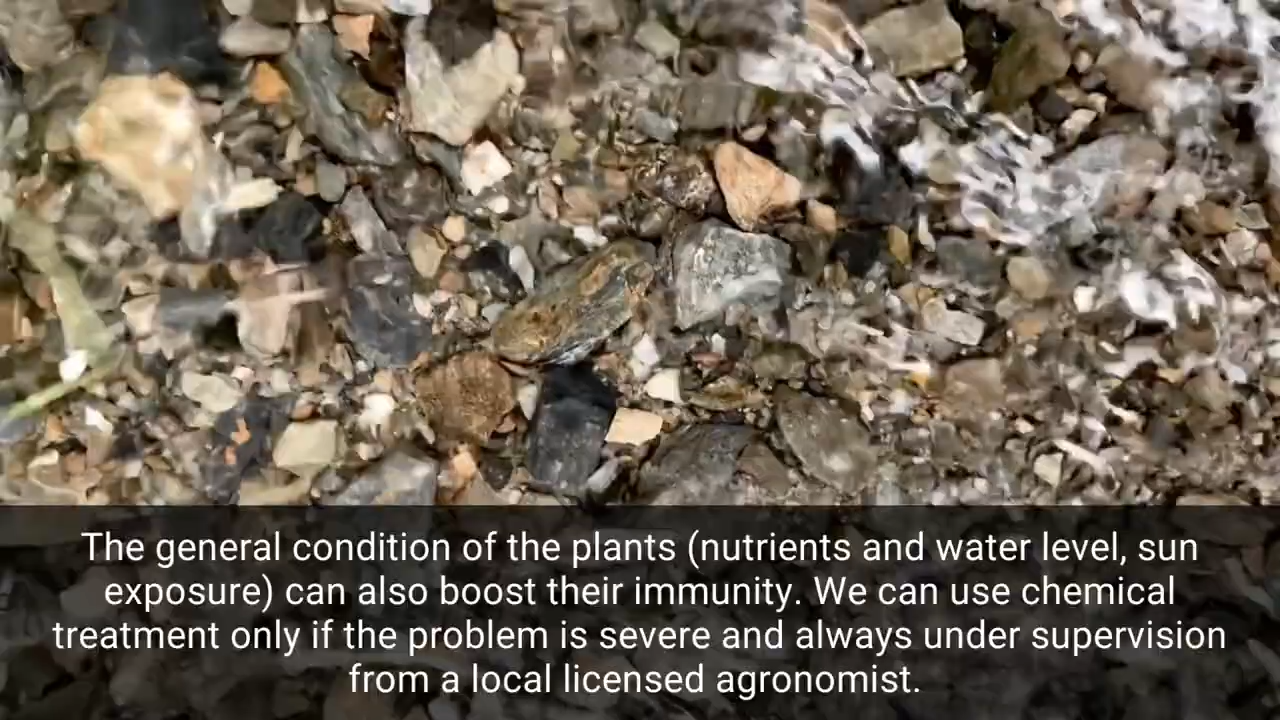 The general condition of the plants (nutrients and water level, sun
exposure) can also boost their immunity. We can use chemical
treatment only if the problem is severe and always under supervision
from a local licensed agronomist.